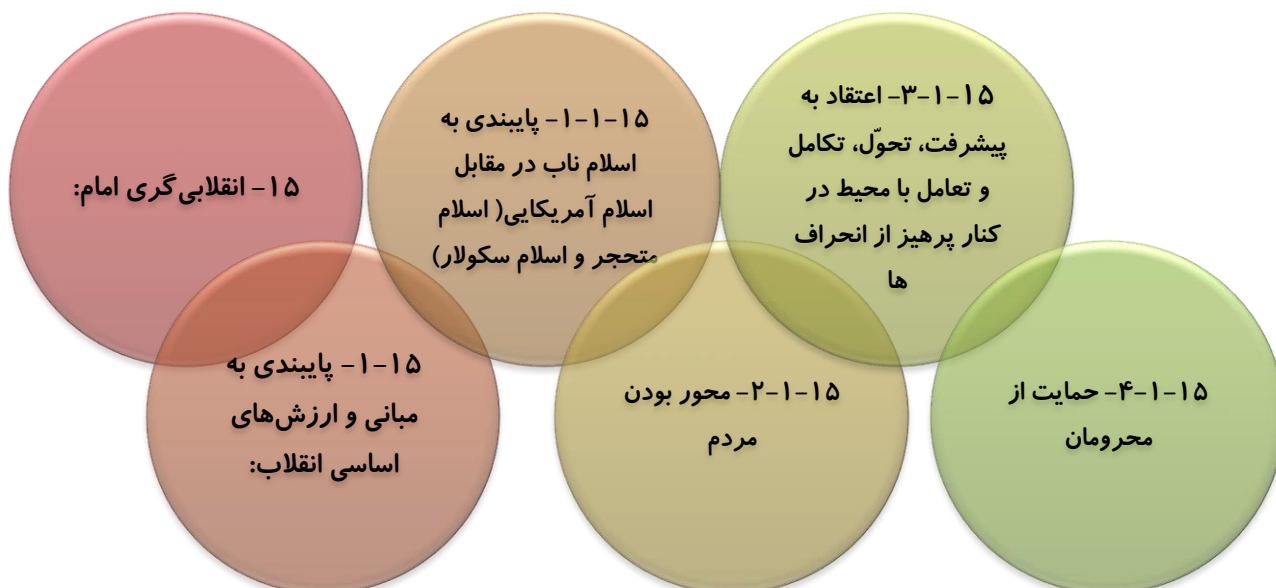 ۱۵- انقلابی‌گری امام:
۱۵-۱- پایبندی به
مبانی و ارزش‌های
اساسی انقلاب:
۱۵-۱-۱- پایبندی به
اسلام ناب در مقابل
اسلام آمریکایی( اسلام
متحجر و اسلام سکولار)
۱۵-۱-۲- محور بودن
مردم
۱۵-۱-۳- اعتقاد به
پیشرفت، تحوّل، تکامل
و تعامل با محیط در
کنار پرهیز از انحراف
ها
۱۵-۱-۴- حمایت از
محرومان